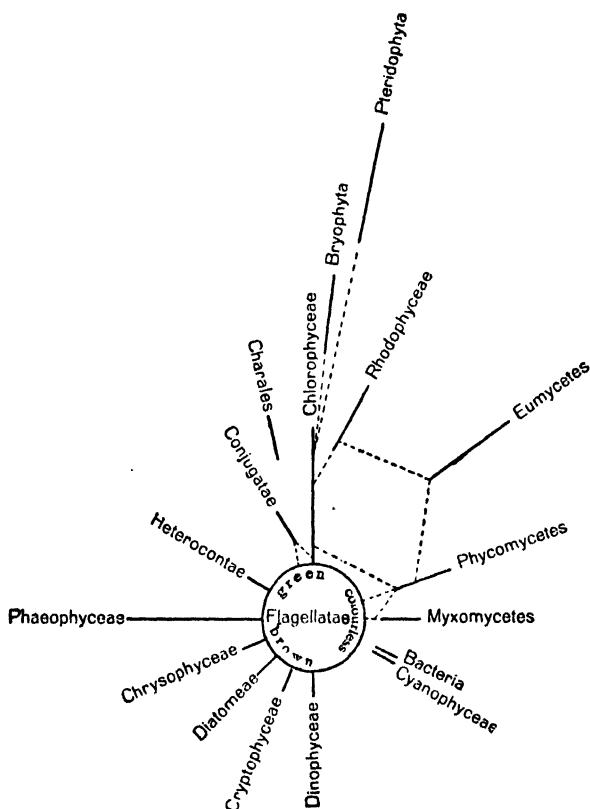 Pteridophyta
Bryophyta
Rhodophyceae
Chlorophyceae
Charales
Eumycetes
Conjugatae
Heterocontae
Phycomycetes
green
colourless
brown
Flagellatae
Phaeophyceae
Myxomycetes
Chrysophyceae
Bacteria
Cyanophyceae
Diatomeae
Cryptophyceae
Dinophyceae